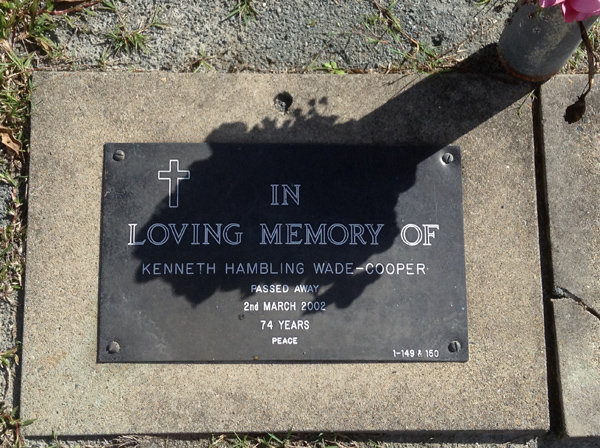 IN
LOVING MEMORY OF
KENNETH HAMBLING WADE-COOPER
PASSED AWAY
2nd MARCH 2002
74 YEARS
PEACE
1-149 A 150